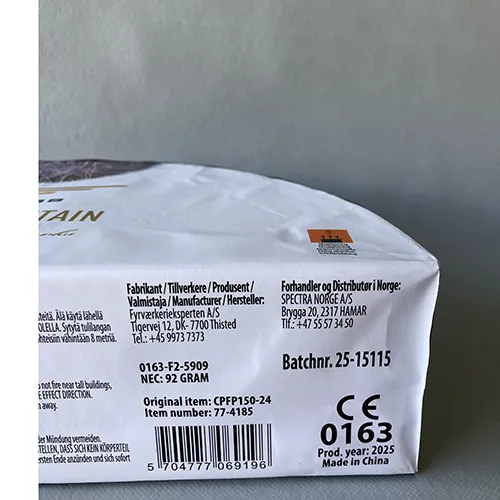 TAIN
Fabrikant / Tillverkere / Produsent /
Valmistaja / Manufacturer / Hersteller:
Fyrværkerieksperten A/S
Tigervej 12, DK- 7700 Thisted
Tel.: +45 9973 7373
Forhandler og Distributør i Norge:
SPECTRA NORGE A/S
Brygga 20, 2317 HAMAR
Tlf.: +47 55 57 34 50
teitä. Älä käytä lähellä
OLELLA. Sytytä tulilangan
ohteisiin vähintään 8 metriä.
0163-F2-5909
NEC: 92 GRAM
Batchnr. 25-15115
o not fire near tall buildings,
E EFFECT DIRECTION.
n away.
Original item: CPFP150-24
Item number: 77-4185
der Mündung vermeiden.
STELLEN, DASS SICH KEIN KÖRPERTEIL
ersten Ende anzünden und sich sofort
5 704777 069196
CE
0163
Prod. year: 2025
Made in China